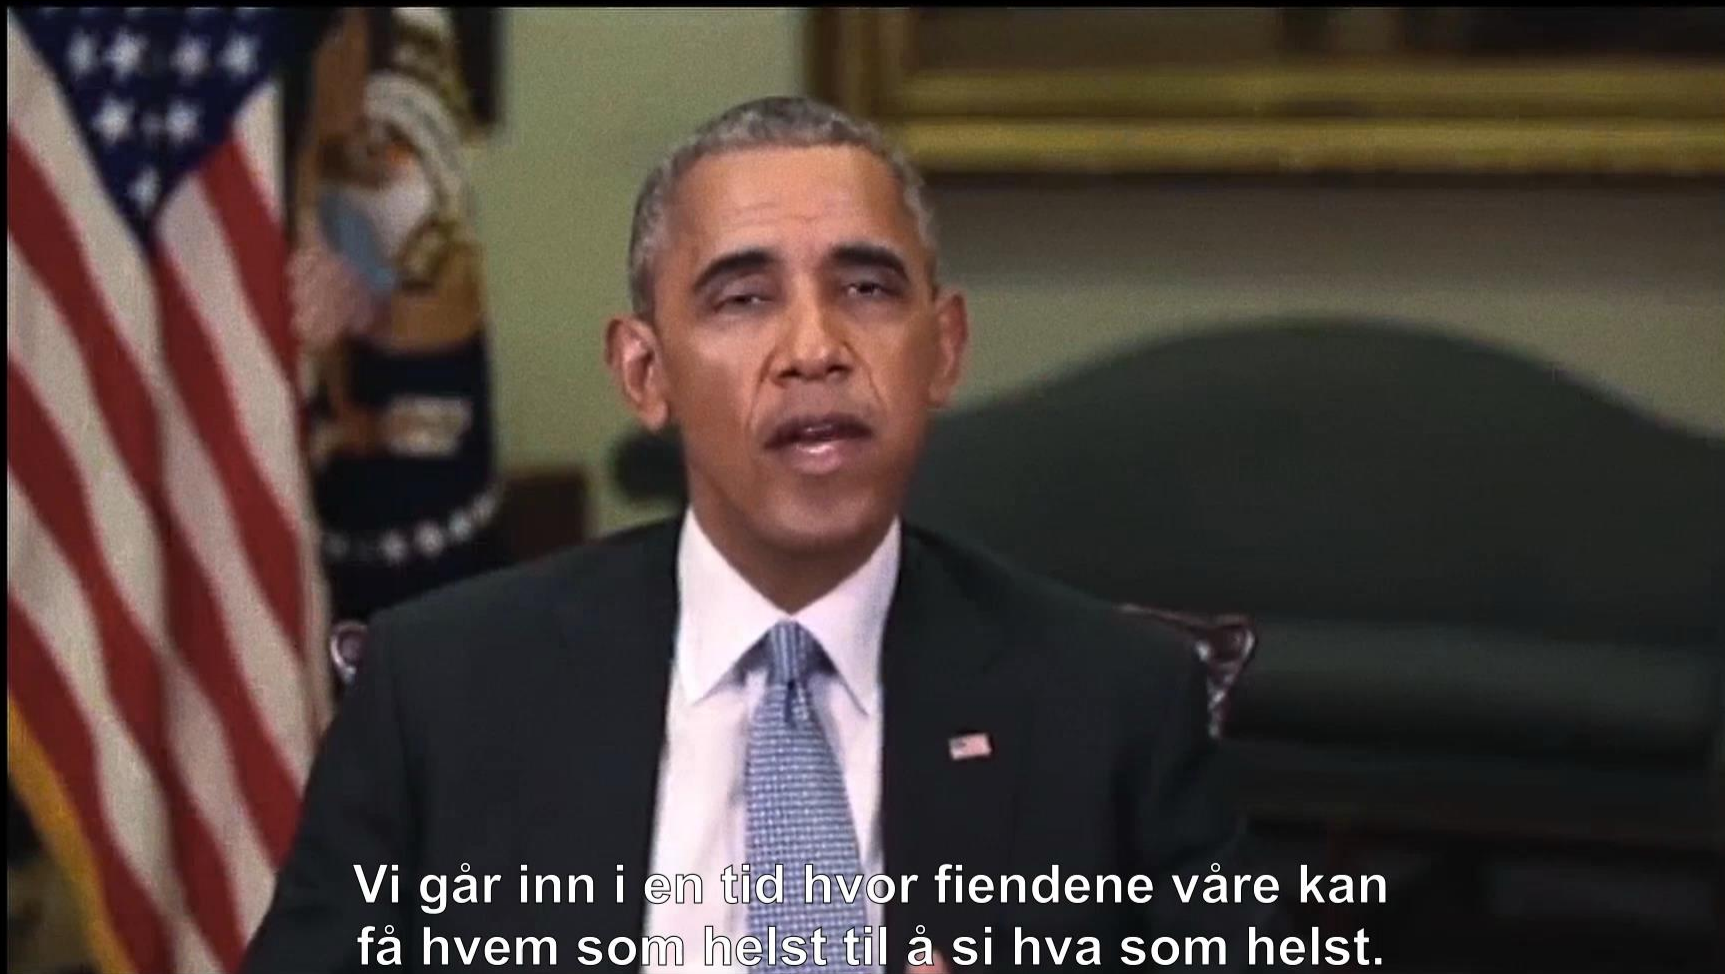 Vi går inn i en tid hvor fiendene våre kan
få hvem som helst til å si hva som helst.